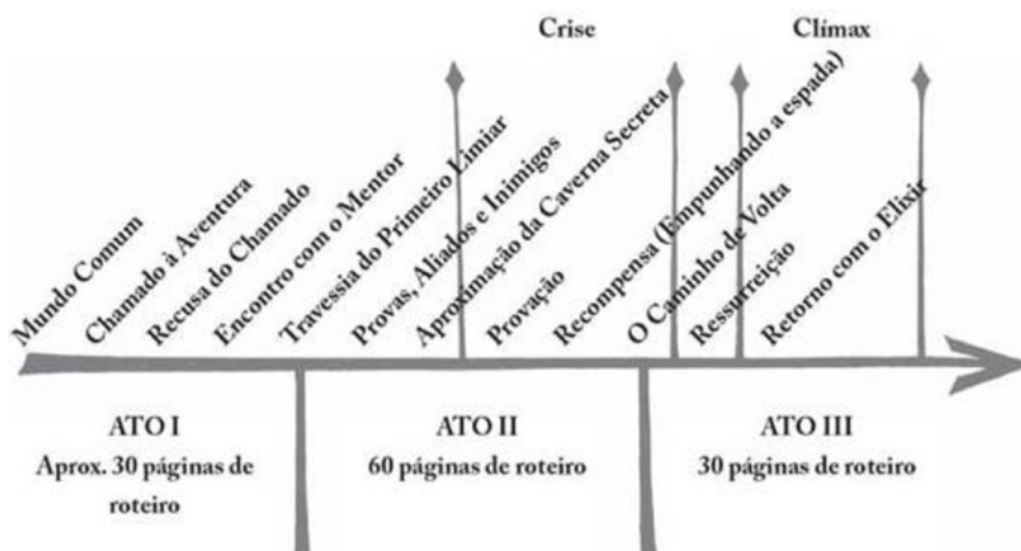 Crise
Clímax
Mundo Comum
Chamado à Aventura
Recusa do Chamado
Encontro com o Mentor
Travessia do Primeiro Limiar
Provas, Aliados e Inimigos
Aproximação da Caverna Secreta
Provação
Recompensa (Empunhando a espada)
O Caminho de Volta
Ressurreição
Retorno com o Elixir
ATO I
Aprox. 30 páginas de
roteiro
ATO II
60 páginas de roteiro
ATO III
30 páginas de roteiro